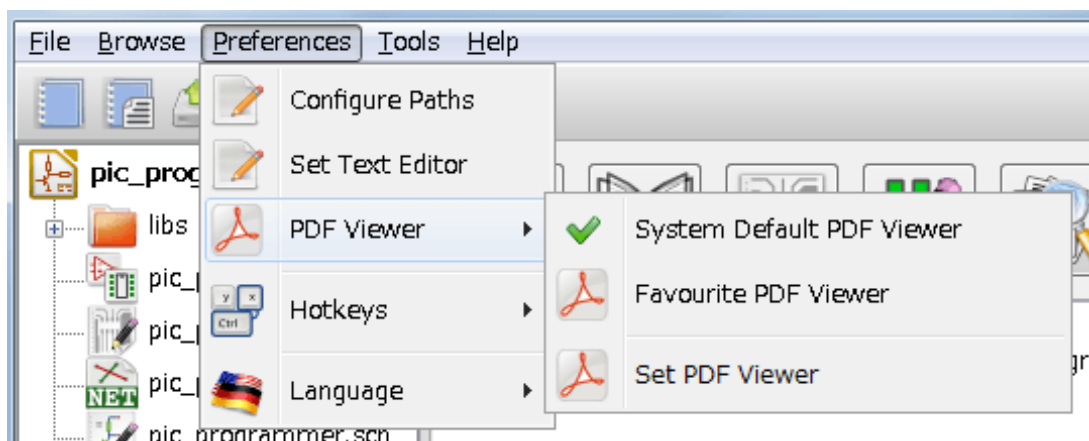 File Browse Preferences Tools Help
Configure Paths
Set Text Editor
PDF Viewer
Hotkeys
Language
System Default PDF Viewer
Favourite PDF Viewer
Set PDF Viewer
pic_prog
libs
pic_
pic_
NET pic_
pic_programmer.sch
y x
Ctrl